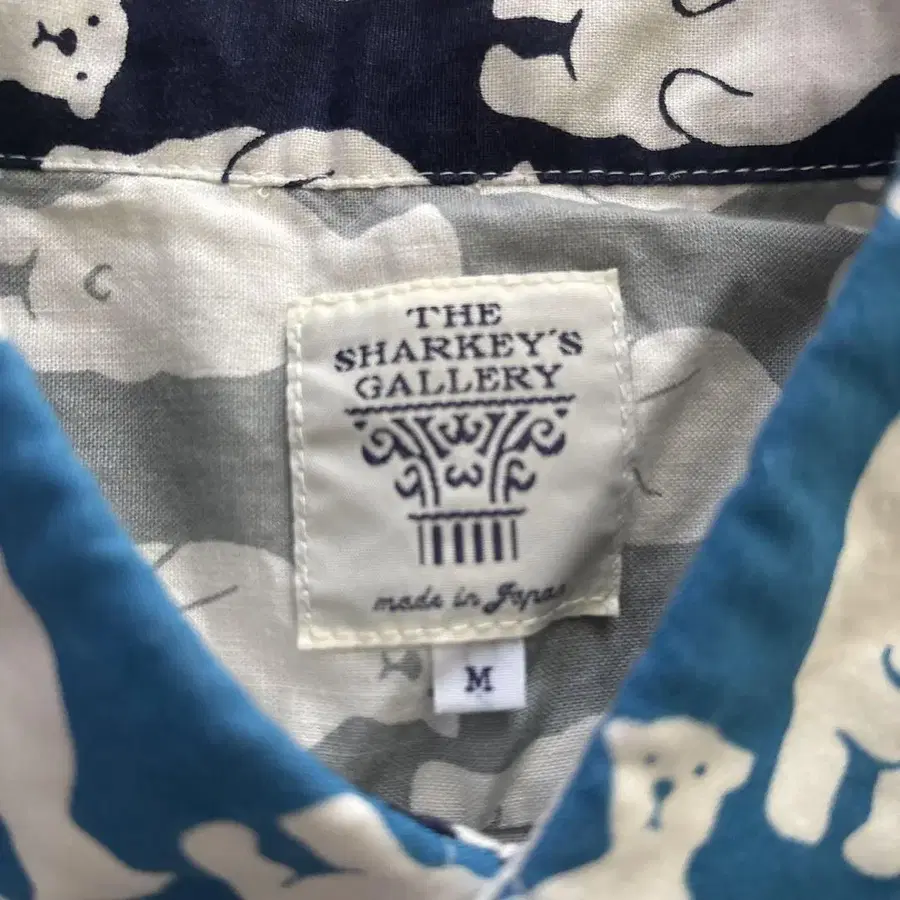 THE
SHARKEY'S
GALLERY
made in Japan
M